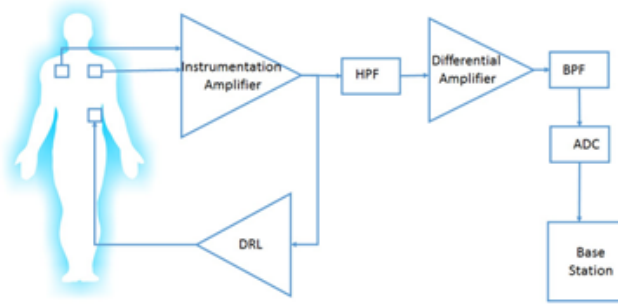 Instrumentation
Amplifier
HPF
Differential
Amplifier
BPF
ADC
DRL
Base
Station